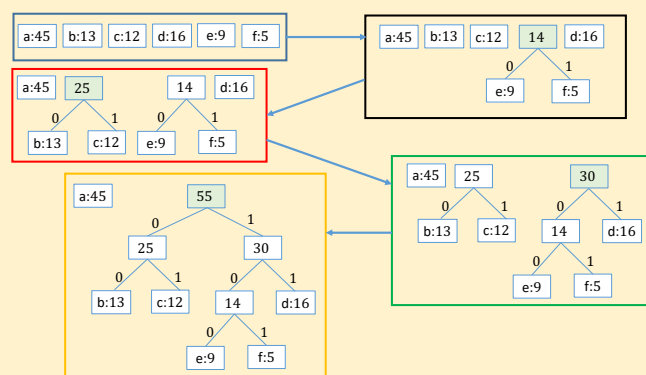 a:45 b:13 c:12 d:16 e:9 f:5
a:45 b:13 c:12 14 d:16
0 1
e:9 f:5
a:45 25 14 d:16
0 1 0 1
b:13 c:12 e:9 f:5
a:45 25 30
0 1 0 1
b:13 c:12 14 d:16
0 1
e:9 f:5
a:45 55
0 1
25 30
0 1 0 1
b:13 c:12 14 d:16
0 1
e:9 f:5